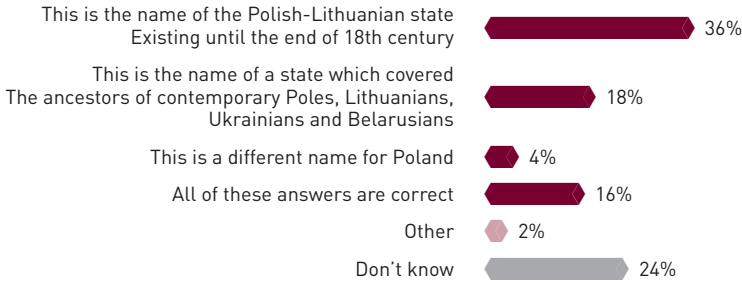 This is the name of the Polish-Lithuanian state
Existing until the end of 18th century
36%
This is the name of a state which covered
The ancestors of contemporary Poles, Lithuanians,
Ukrainians and Belarusians
18%
This is a different name for Poland
4%
All of these answers are correct
16%
Other
2%
Don't know
24%